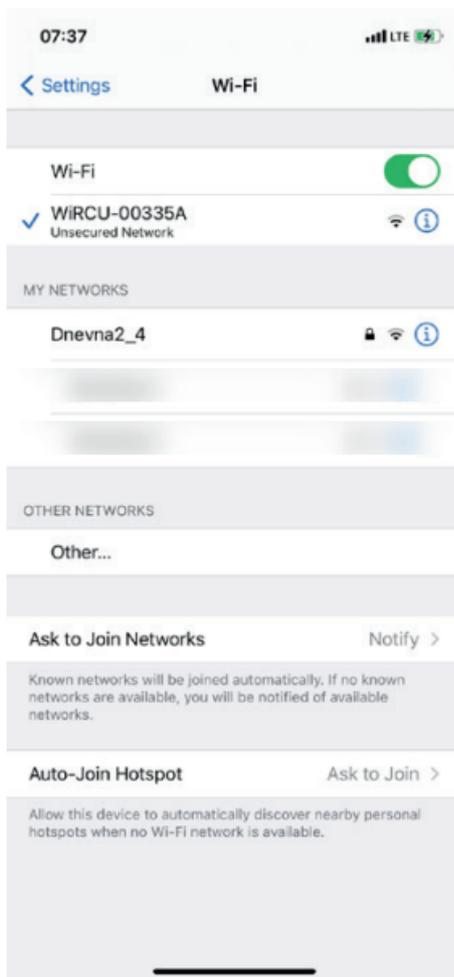 07:37 LTE
Settings Wi-Fi
Wi-Fi
WiRCU-00335A
Unsecured Network
MY NETWORKS
Dnevna2_4
OTHER NETWORKS
Other...
Ask to Join Networks Notify
Known networks will be joined automatically. If no known
networks are available, you will be notified of available
networks.
Auto-Join Hotspot Ask to Join
Allow this device to automatically discover nearby personal
hotspots when no Wi-Fi network is available.